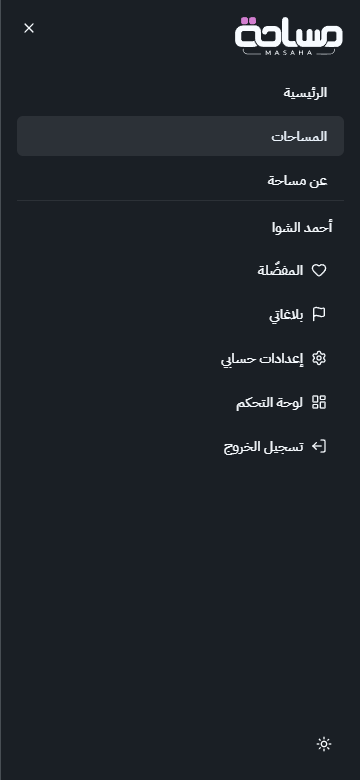 مساحة
MASAHA
الرئيسية
المساحات
عن مساحة
أحمد الشوا
المفضّلة
بلاغاتي
إعدادات حسابي
لوحة التحكم
تسجيل الخروج